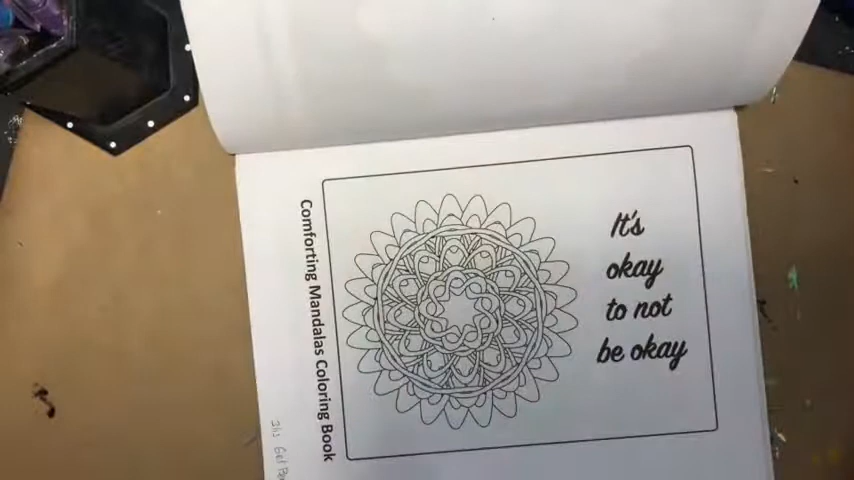 Comforting Mandalas Coloring Book
It's
okay
to not
be okay